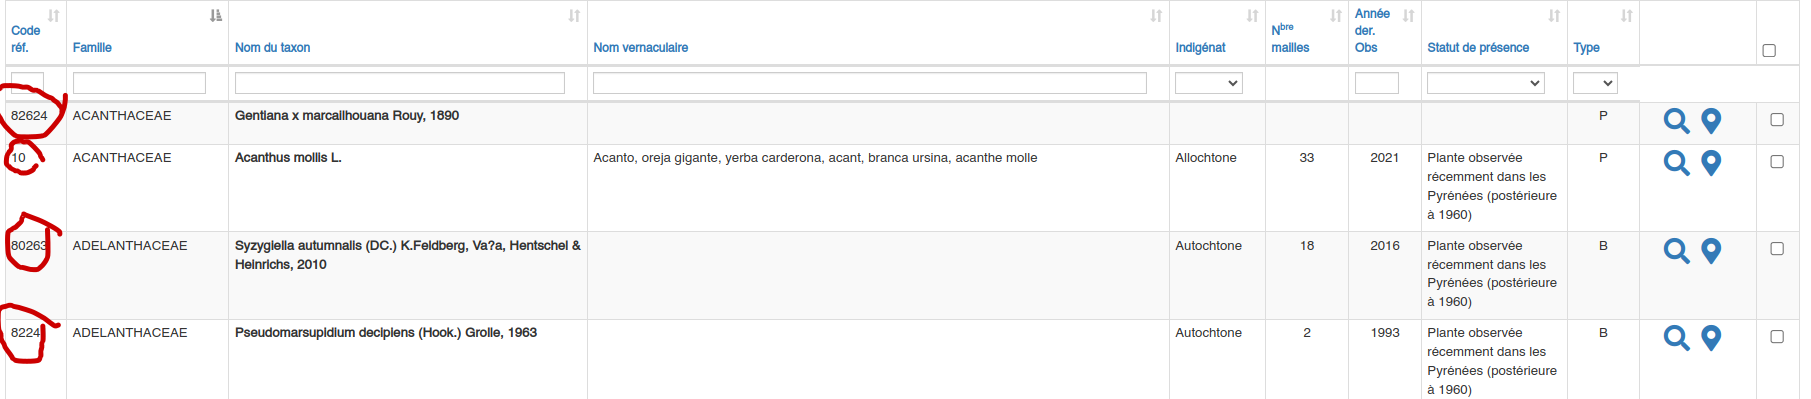 Code réf. Famille Nom du taxon Nom vernaculaire Indigénat Nbre mailles Année der. Obs Statut de présence Type
82624 ACANTHACEAE Gentiana x marcailhouana Rouy, 1890 P
10 ACANTHACEAE Acanthus mollis L. Acanto, oreja gigante, yerba carderona, acant, branca ursina, acanthe molle Allochtone 33 2021 Plante observée P
récemment dans les
Pyrénées (postérieure
à 1960)
80263 ADELANTHACEAE Syzygiella autumnalis (DC.) K.Feldberg, Va?a, Hentschel & Autochtone 18 2016 Plante observée B
Heinrichs, 2010 récemment dans les
Pyrénées (postérieure
à 1960)
8224 ADELANTHACEAE Pseudomarsupidium decipiens (Hook.) Grolle, 1963 Autochtone 2 1993 Plante observée B
récemment dans les
Pyrénées (postérieure
à 1960)